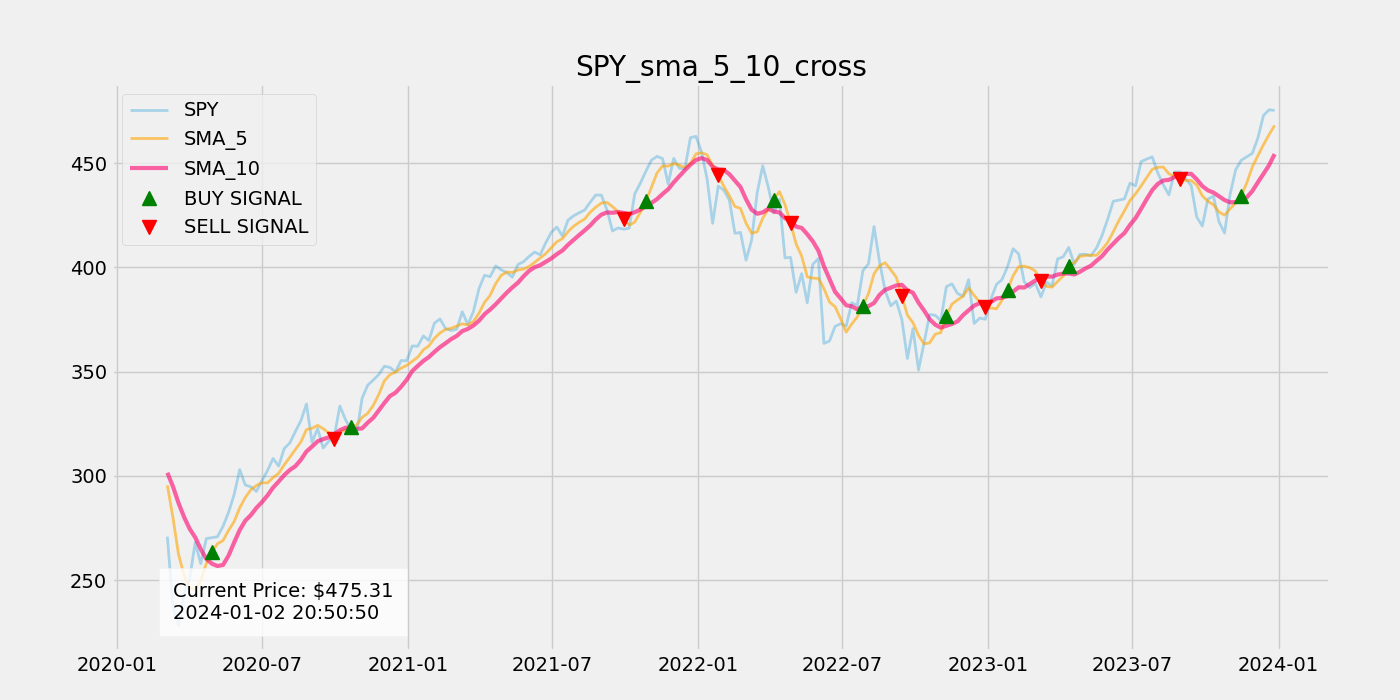 SPY_sma_5_10_cross
SPY
SMA_5
SMA_10
BUY SIGNAL
SELL SIGNAL
450
400
350
300
250
Current Price: $475.31
2024-01-02 20:50:50
2020-01 2020-07 2021-01 2021-07 2022-01 2022-07 2023-01 2023-07 2024-01